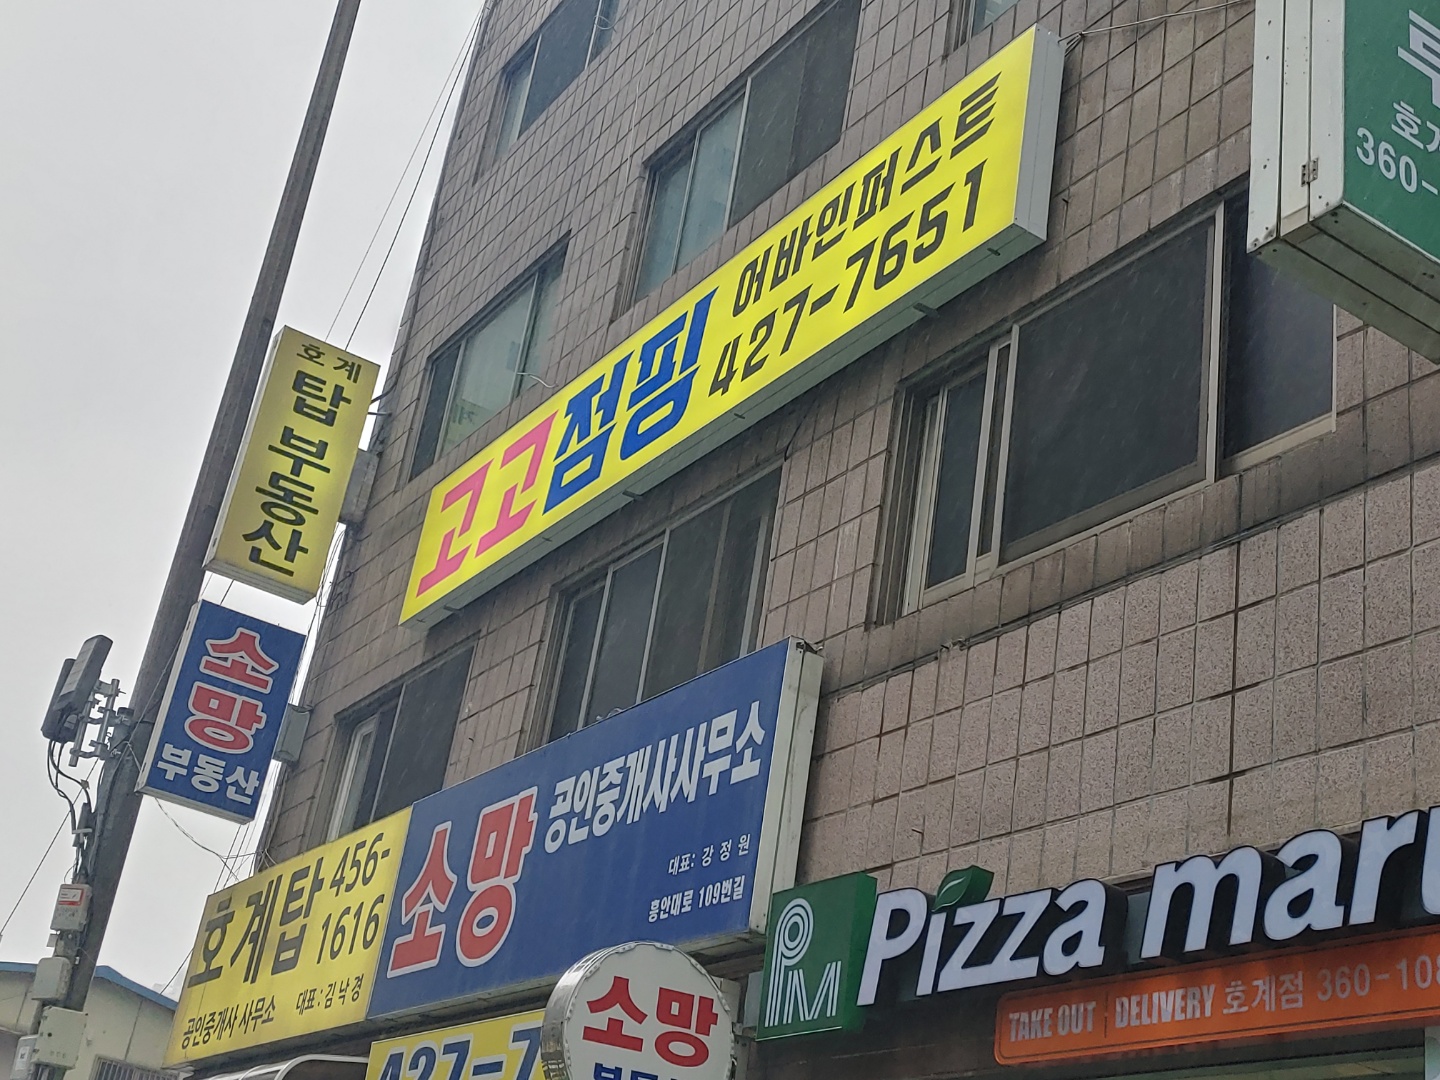 고고점핑
어바인퍼스트
427-7651
호계
탑부동산
소망
부동산
호계탑 456-
1616
공인중개사 사무소 대표:김낙경
소망 공인중개사사무소
대표: 강정원
흥안대로 109번길
427-7
소망
PM
Pizza maru
TAKE OUT DELIVERY 호계점 360-108
360-